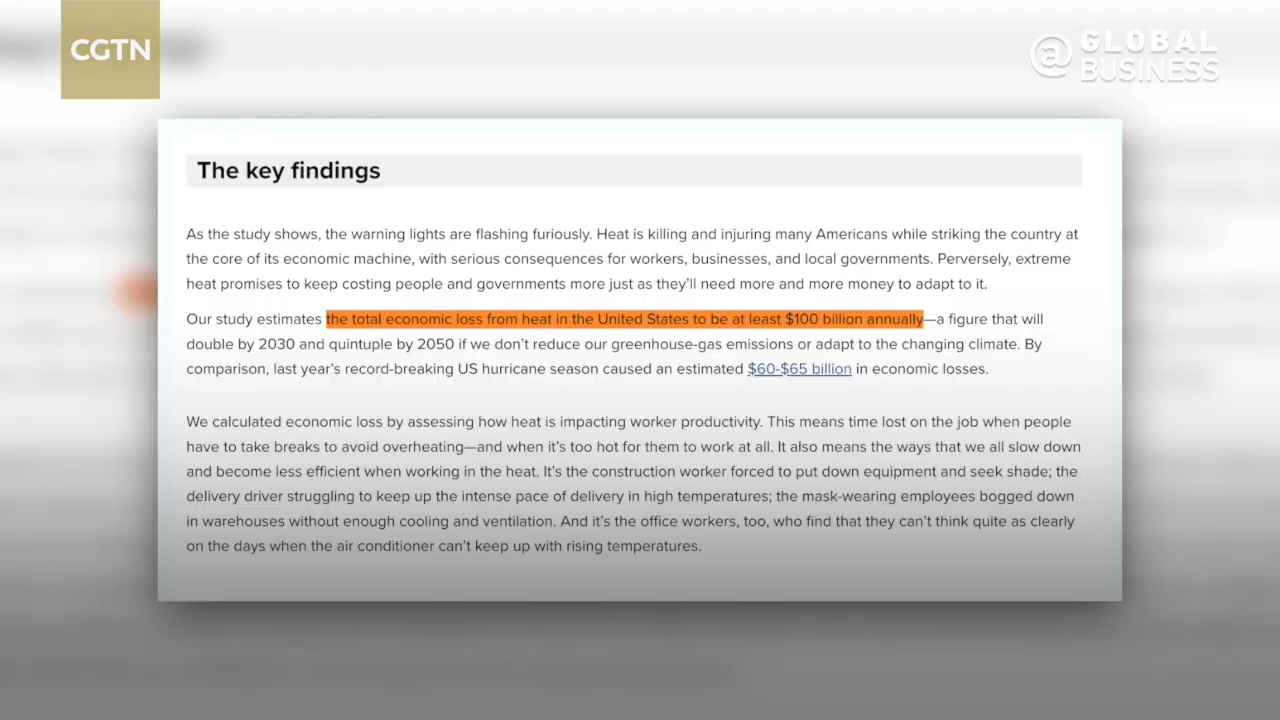 CGTN
@GLOBAL
BUSINESS
The key findings
As the study shows, the warning lights are flashing furiously. Heat is killing and injuring many Americans while striking the country at
the core of its economic machine, with serious consequences for workers, businesses, and local governments. Perversely, extreme
heat promises to keep costing people and governments more just as they’ll need more and more money to adapt to it.
Our study estimates the total economic loss from heat in the United States to be at least $100 billion annually—a figure that will
double by 2030 and quintuple by 2050 if we don’t reduce our greenhouse-gas emissions or adapt to the changing climate. By
comparison, last year’s record-breaking US hurricane season caused an estimated $60-$65 billion in economic losses.
We calculated economic loss by assessing how heat is impacting worker productivity. This means time lost on the job when people
have to take breaks to avoid overheating—and when it’s too hot for them to work at all. It also means the ways that we all slow down
and become less efficient when working in the heat. It’s the construction worker forced to put down equipment and seek shade; the
delivery driver struggling to keep up the intense pace of delivery in high temperatures; the mask-wearing employees bogged down
in warehouses without enough cooling and ventilation. And it’s the office workers, too, who find that they can’t think quite as clearly
on the days when the air conditioner can’t keep up with rising temperatures.